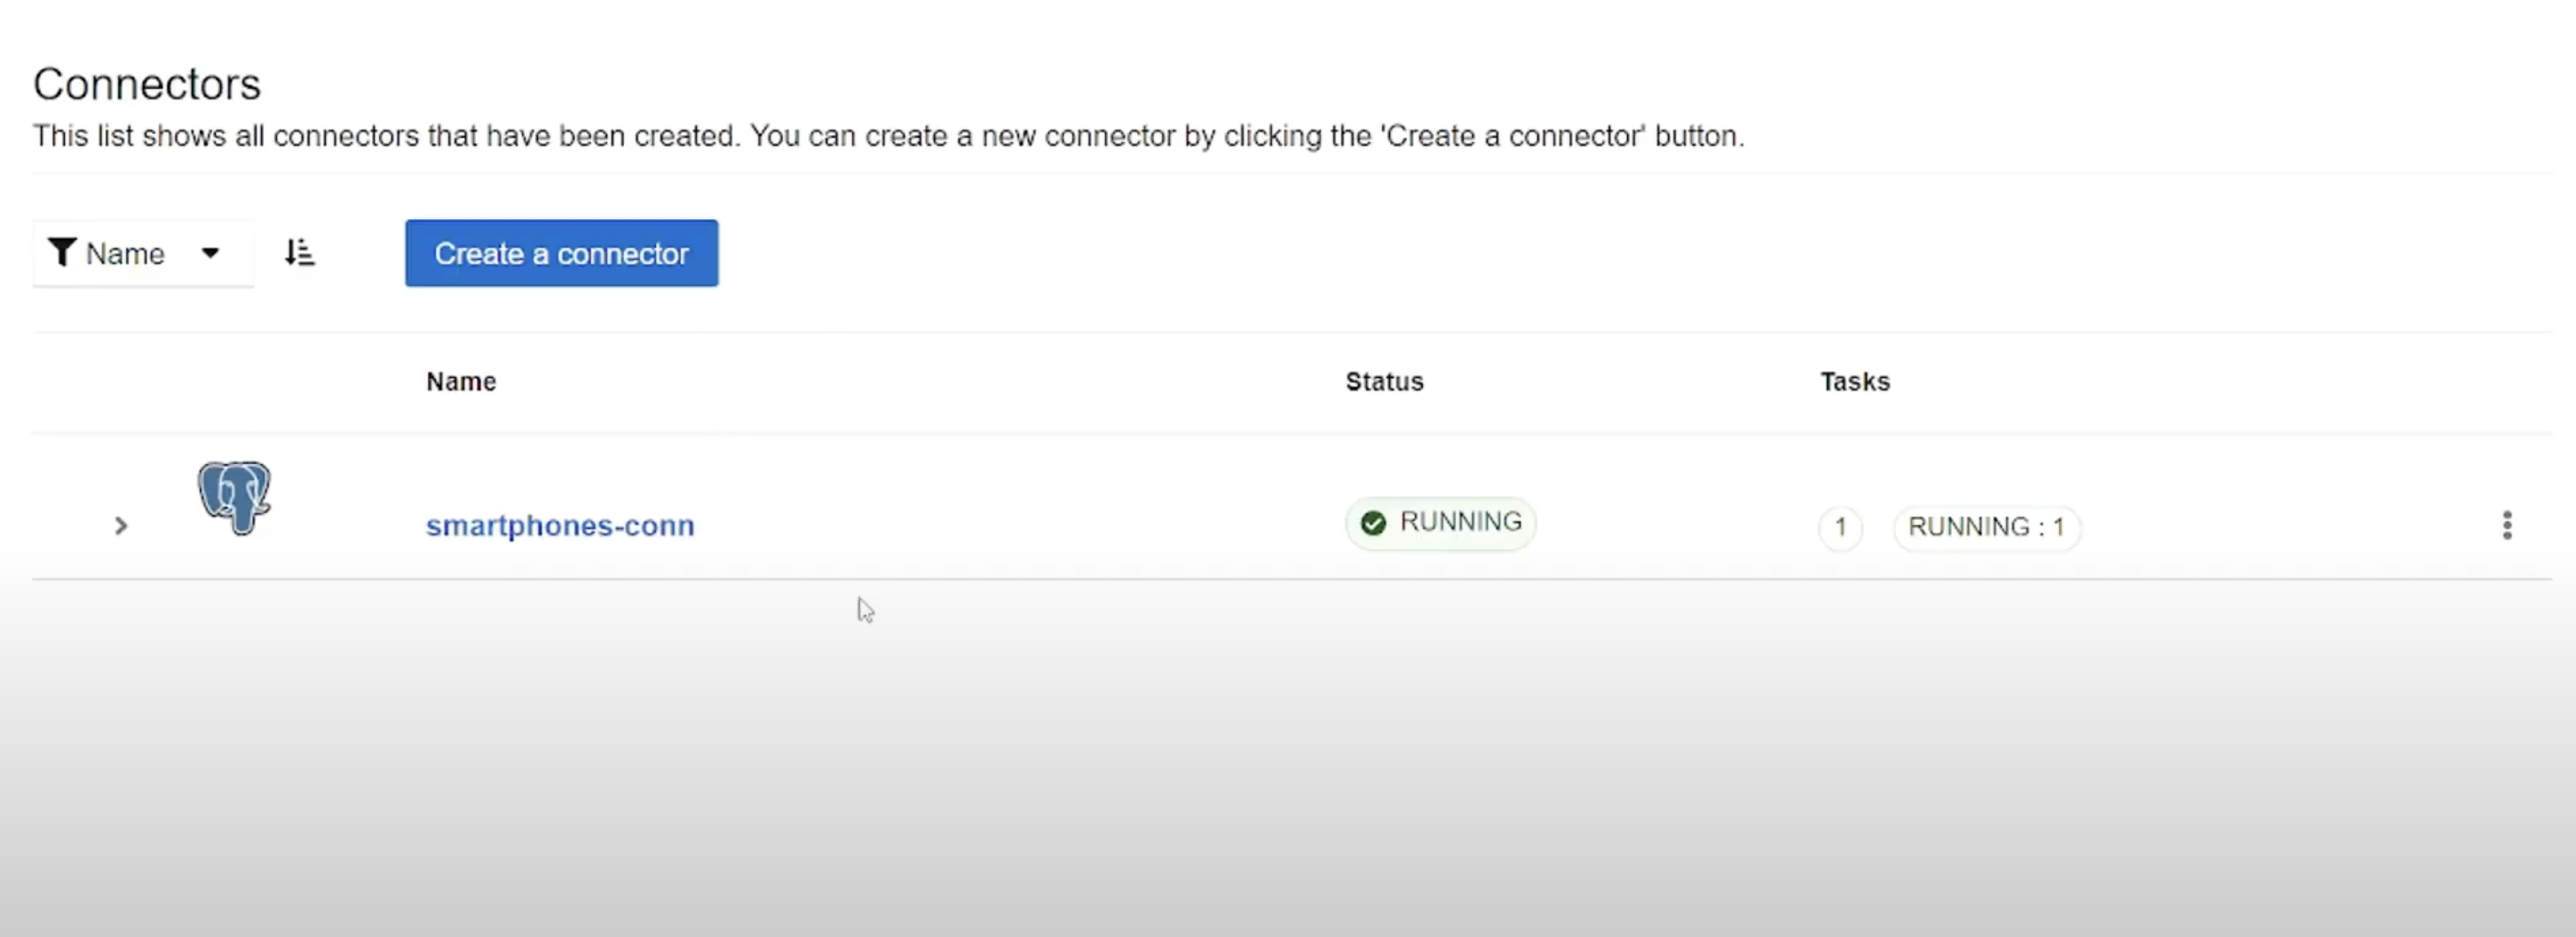 Connectors
This list shows all connectors that have been created. You can create a new connector by clicking the 'Create a connector' button.
Name
Create a connector
Name Status Tasks
smartphones-conn RUNNING 1 RUNNING : 1